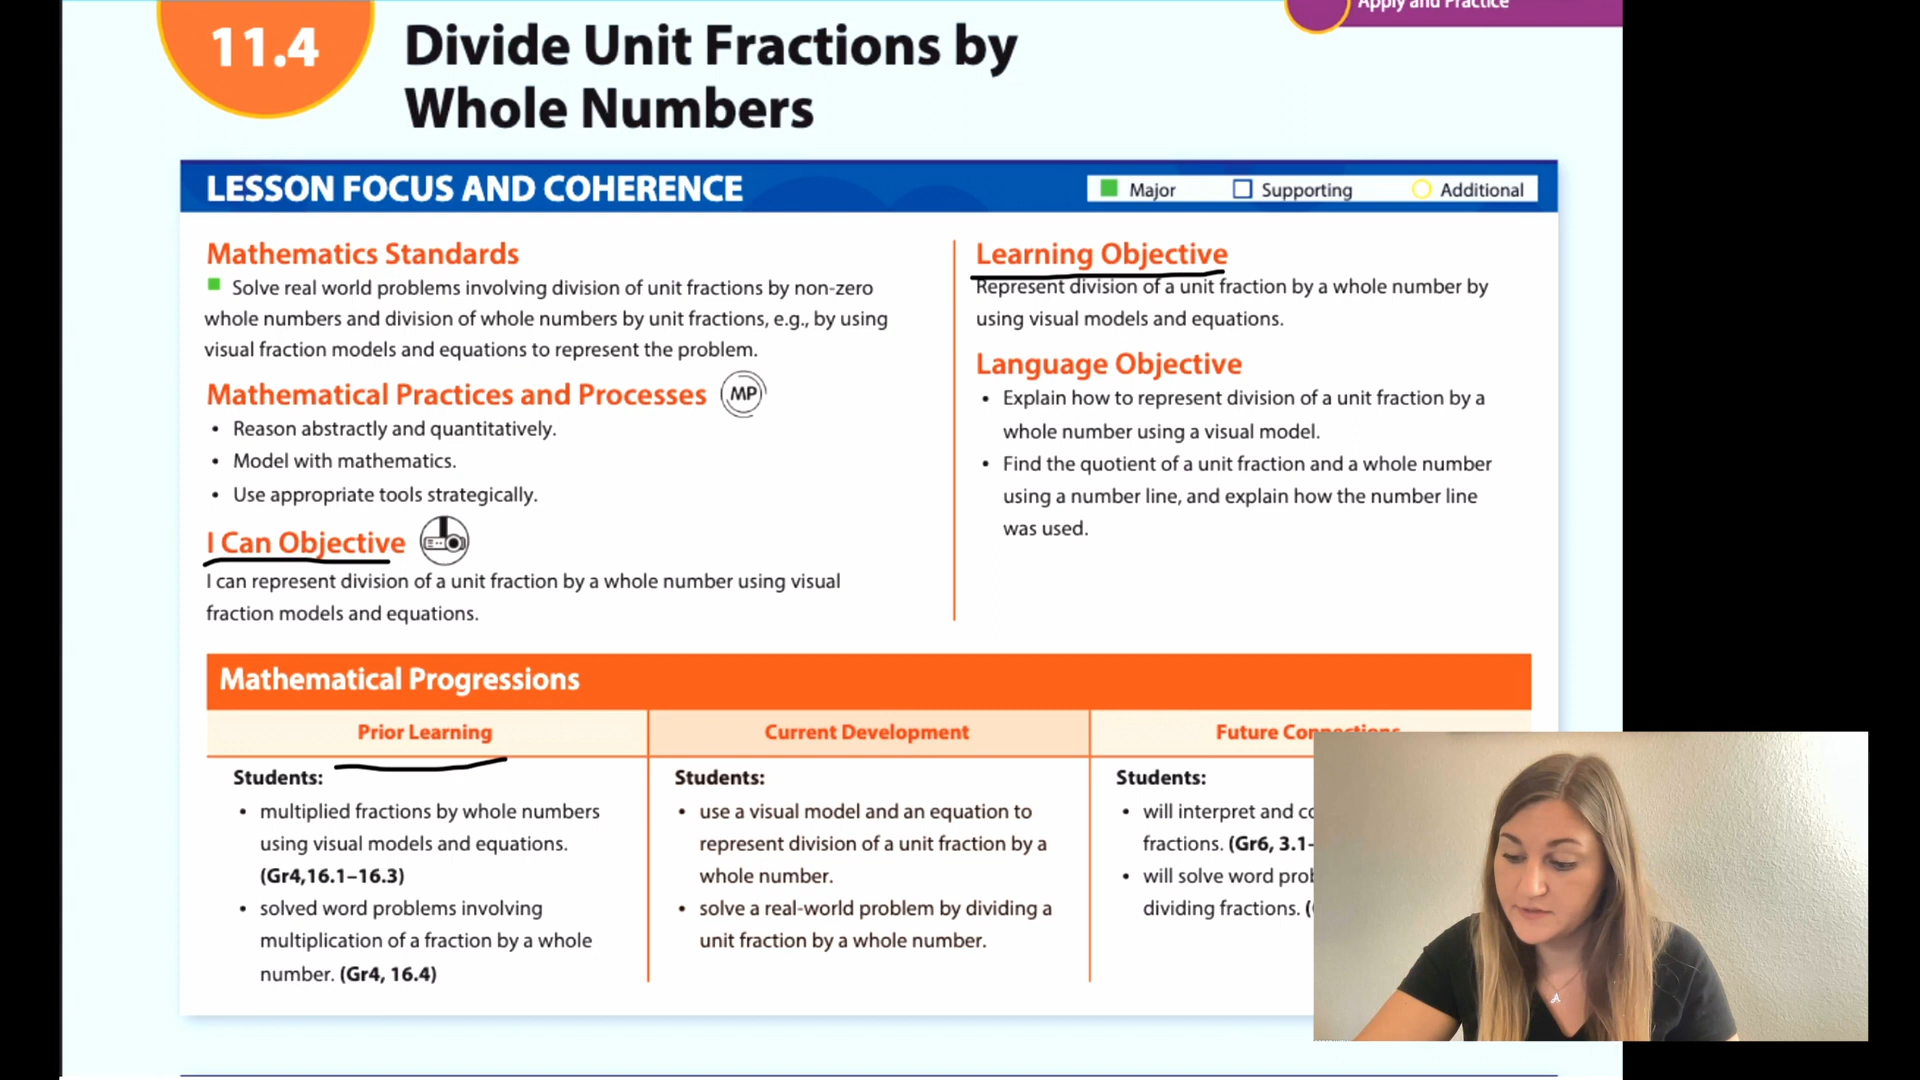 Apply and Practice
11.4
Divide Unit Fractions by
Whole Numbers
LESSON FOCUS AND COHERENCE
Major
Supporting
Additional
Mathematics Standards
Solve real world problems involving division of unit fractions by non-zero
whole numbers and division of whole numbers by unit fractions, e.g., by using
visual fraction models and equations to represent the problem.
Mathematical Practices and Processes
MP
• Reason abstractly and quantitatively.
• Model with mathematics.
• Use appropriate tools strategically.
I Can Objective
I can represent division of a unit fraction by a whole number using visual
fraction models and equations.
Learning Objective
Represent division of a unit fraction by a whole number by
using visual models and equations.
Language Objective
• Explain how to represent division of a unit fraction by a
whole number using a visual model.
• Find the quotient of a unit fraction and a whole number
using a number line, and explain how the number line
was used.
Mathematical Progressions
Prior Learning
Students:
• multiplied fractions by whole numbers
using visual models and equations.
(Gr4,16.1–16.3)
• solved word problems involving
multiplication of a fraction by a whole
number. (Gr4, 16.4)
Current Development
Students:
• use a visual model and an equation to
represent division of a unit fraction by a
whole number.
• solve a real-world problem by dividing a
unit fraction by a whole number.
Future Connections
Students:
• will interpret and
fractions. (Gr6, 3.1–
• will solve word
dividing fractions. (